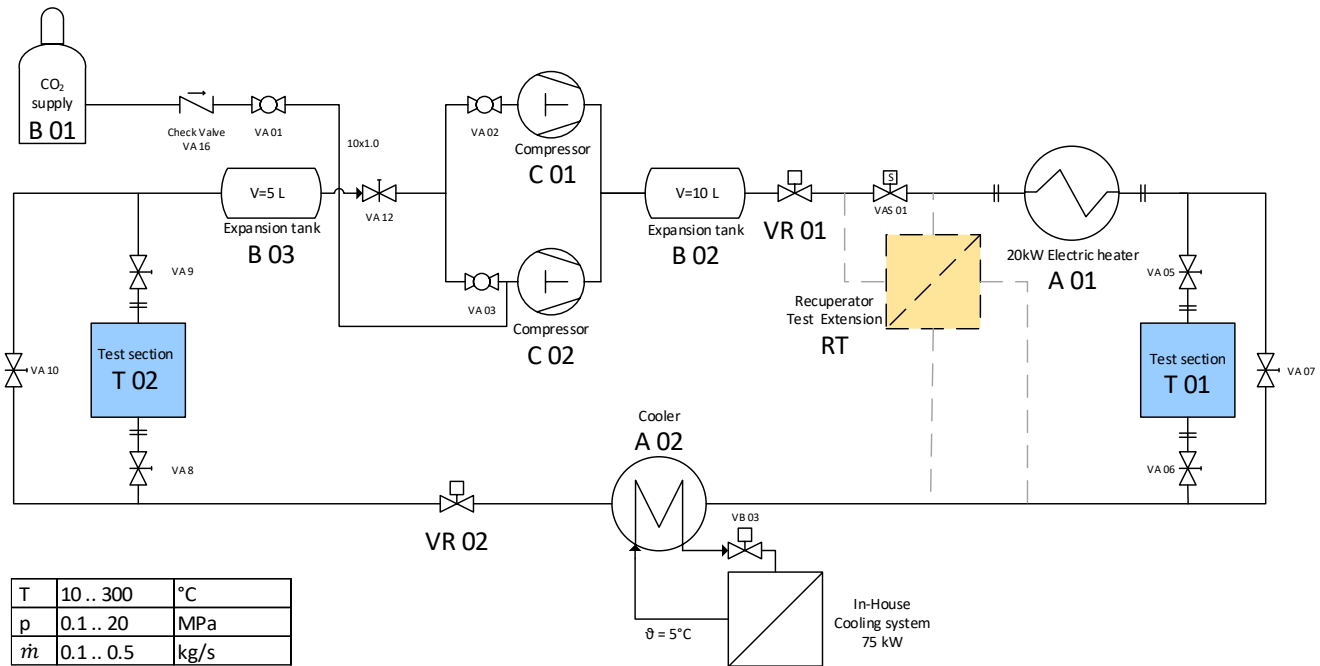 CO₂
supply
B 01
Check Valve
VA 16
VA 01
10x1.0
VA 02
Compressor
C 01
V=5 L
Expansion tank
B 03
VA 12
VA 03
Compressor
C 02
V=10 L
Expansion tank
B 02
VR 01
S
VAS 01
20kW Electric heater
A 01
Recuperator
Test Extension
RT
VA 9
Test section
T 02
VA 10
VA 8
VA 05
Test section
T 01
VA 07
VA 06
Cooler
A 02
VR 02
VB 03
ϑ = 5°C
In-House
Cooling system
75 kW
T 10 .. 300 °C
p 0.1 .. 20 MPa
ṁ 0.1 .. 0.5 kg/s